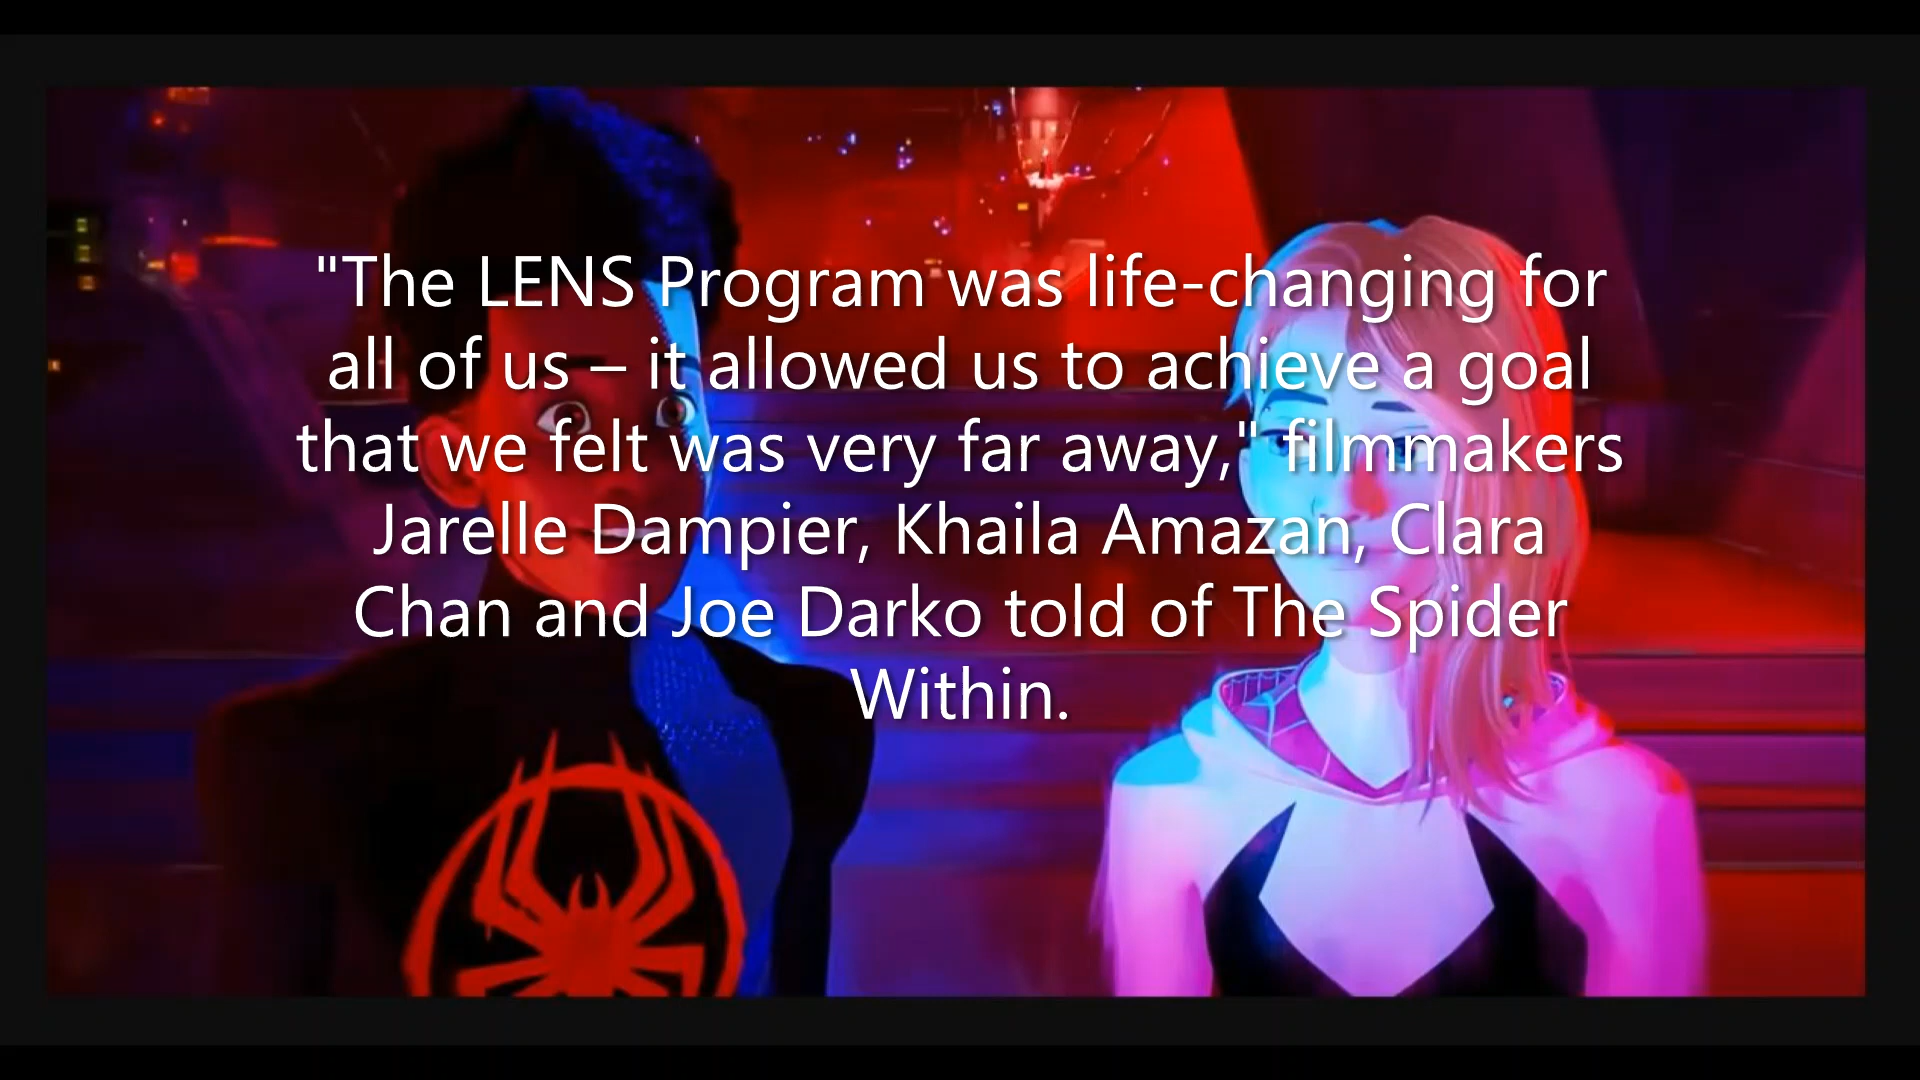 "The LENS Program was life-changing for
all of us – it allowed us to achieve a goal
that we felt was very far away," filmmakers
Jarelle Dampier, Khaila Amazan, Clara
Chan and Joe Darko told of The Spider
Within.